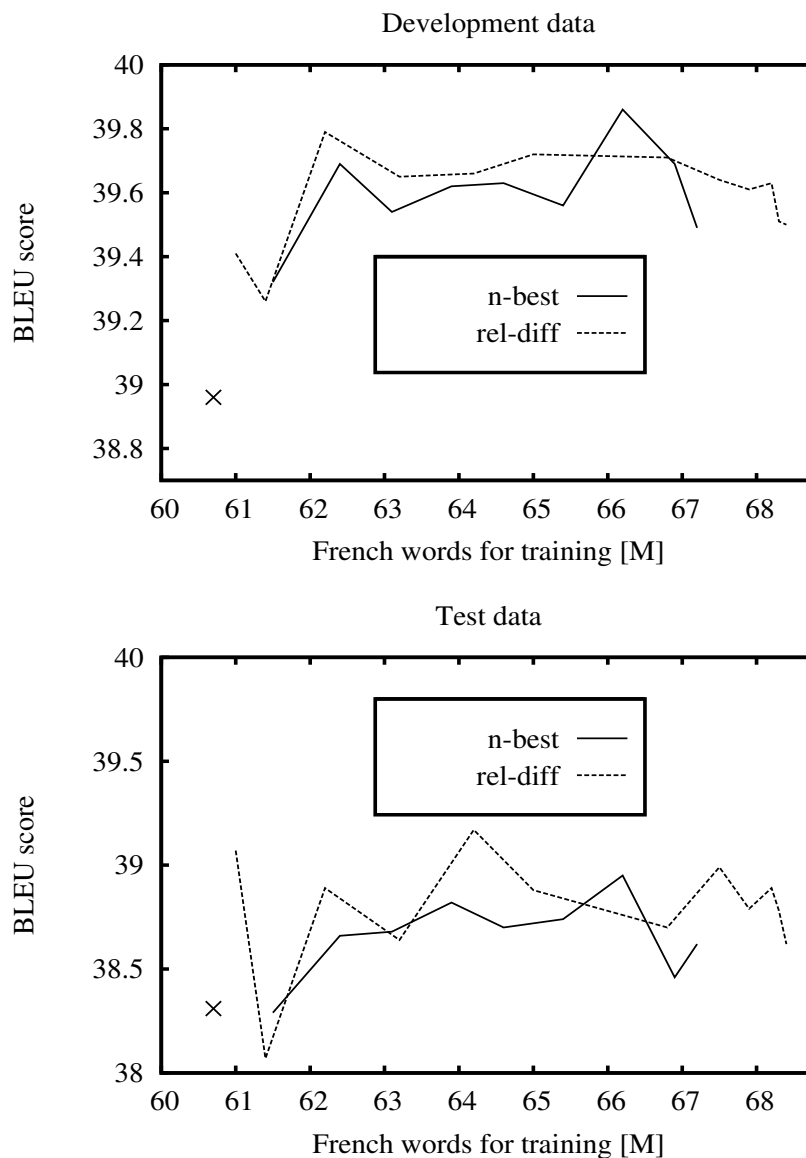 Development data
40
39.8
39.6
39.4
39.2
39
38.8
BLEU score
n-best
rel-diff
60 61 62 63 64 65 66 67 68
French words for training [M]
Test data
40
39.5
39
38.5
38
BLEU score
n-best
rel-diff
60 61 62 63 64 65 66 67 68
French words for training [M]